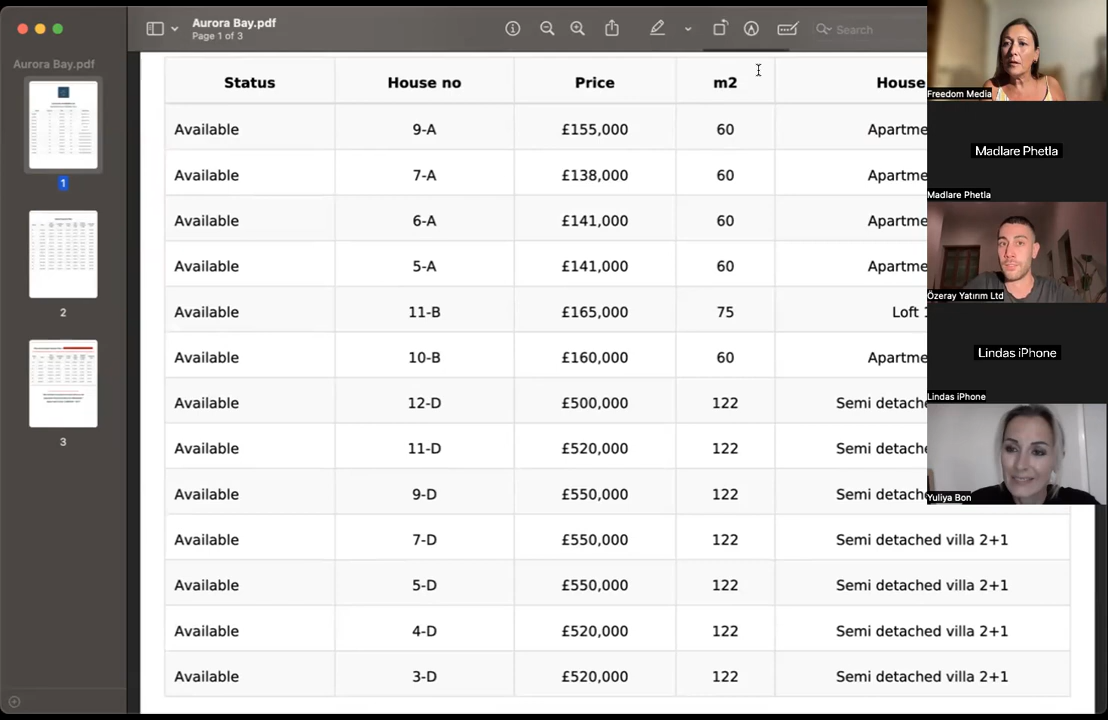 Aurora Bay.pdf
Page 1 of 3
Search
Aurora Bay.pdf
1
2
3
Status House no Price m2 House
Available 9-A £155,000 60 Apartme
Available 7-A £138,000 60 Apartme
Available 6-A £141,000 60 Apartme
Available 5-A £141,000 60 Apartme
Available 11-B £165,000 75 Loft 1
Available 10-B £160,000 60 Apartme
Available 12-D £500,000 122 Semi detach
Available 11-D £520,000 122 Semi detach
Available 9-D £550,000 122 Semi detach
Available 7-D £550,000 122 Semi detached villa 2+1
Available 5-D £550,000 122 Semi detached villa 2+1
Available 4-D £520,000 122 Semi detached villa 2+1
Available 3-D £520,000 122 Semi detached villa 2+1
Freedom Media
Madlare Phetla
Madlare Phetla
Özeray Yatırım Ltd
Lindas iPhone
Lindas iPhone
Yuliya Bon